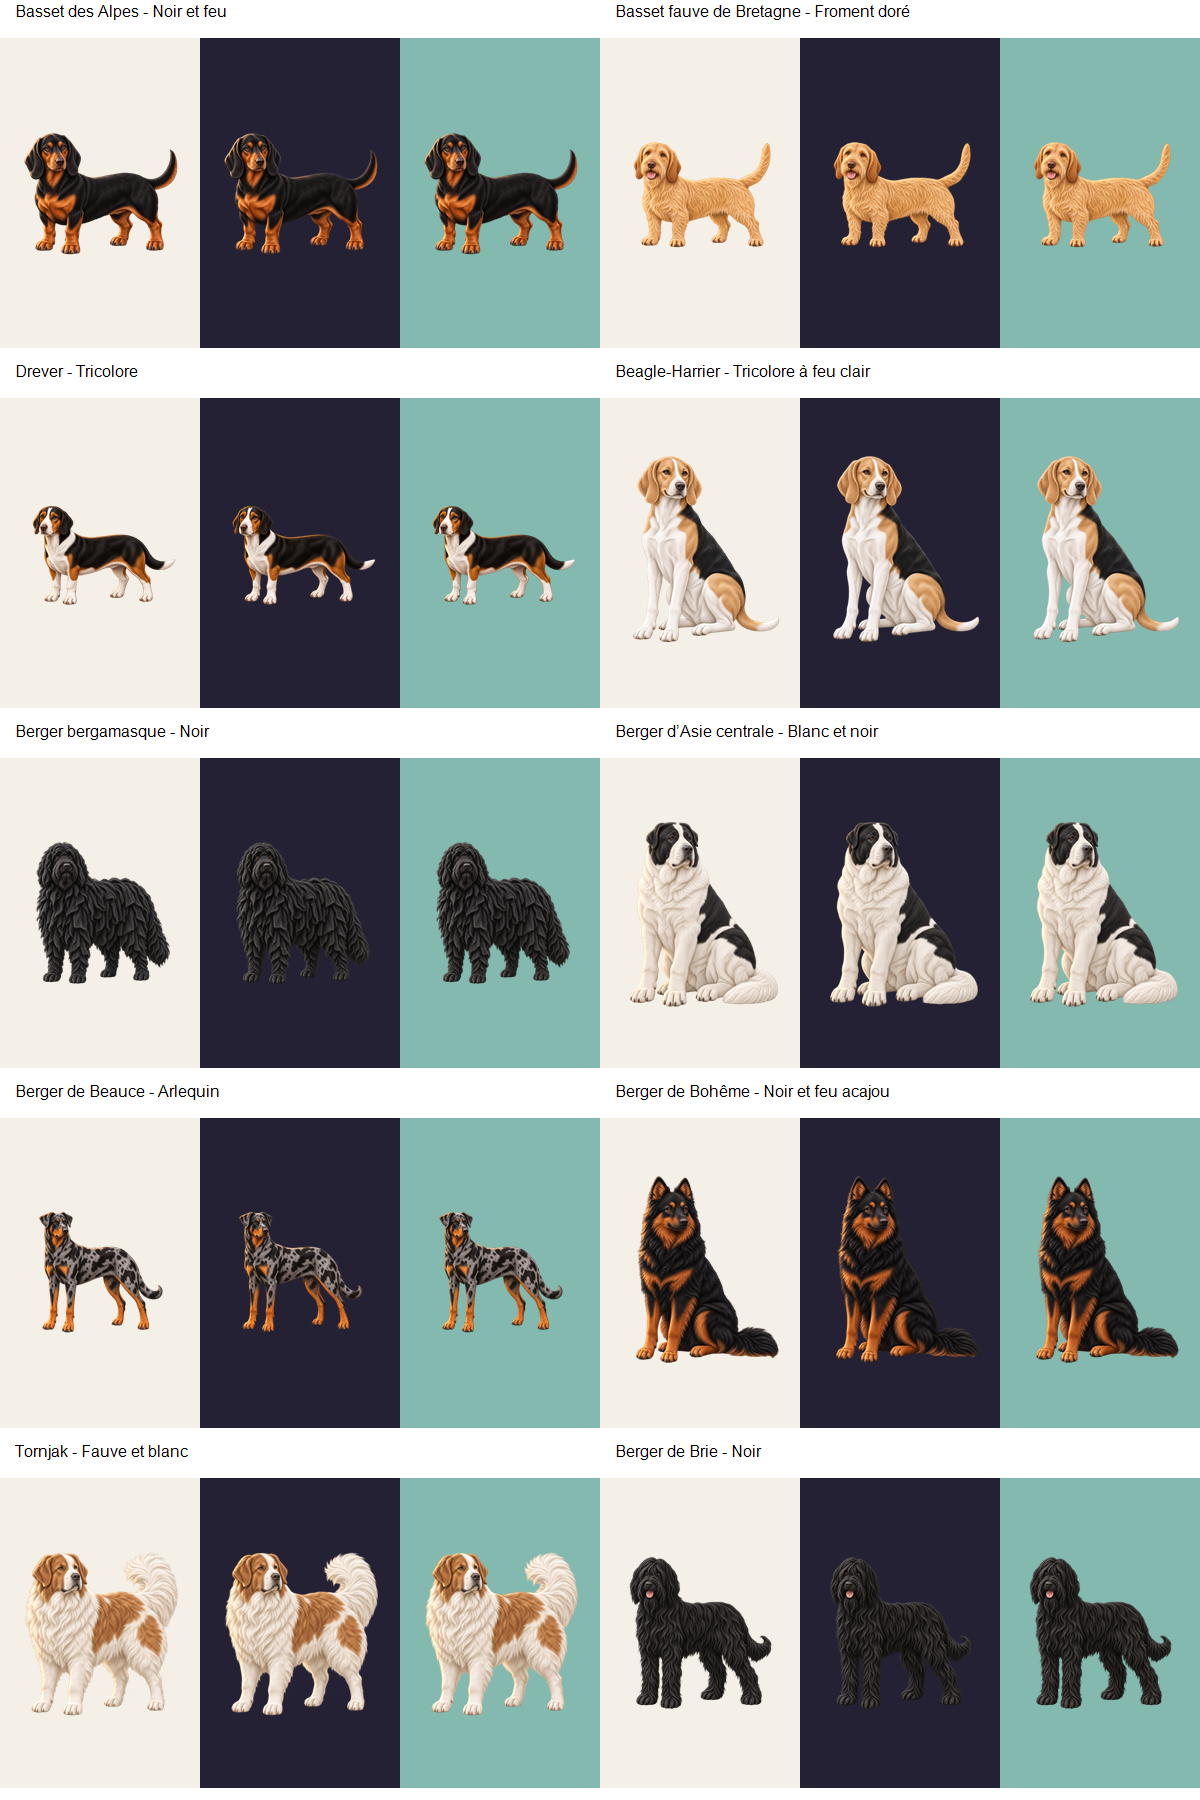 Basset des Alpes - Noir et feu
Basset fauve de Bretagne - Froment doré
Drever - Tricolore
Beagle-Harrier - Tricolore à feu clair
Berger bergamasque - Noir
Berger d’Asie centrale - Blanc et noir
Berger de Beauce - Arlequin
Berger de Bohême - Noir et feu acajou
Tornjak - Fauve et blanc
Berger de Brie - Noir